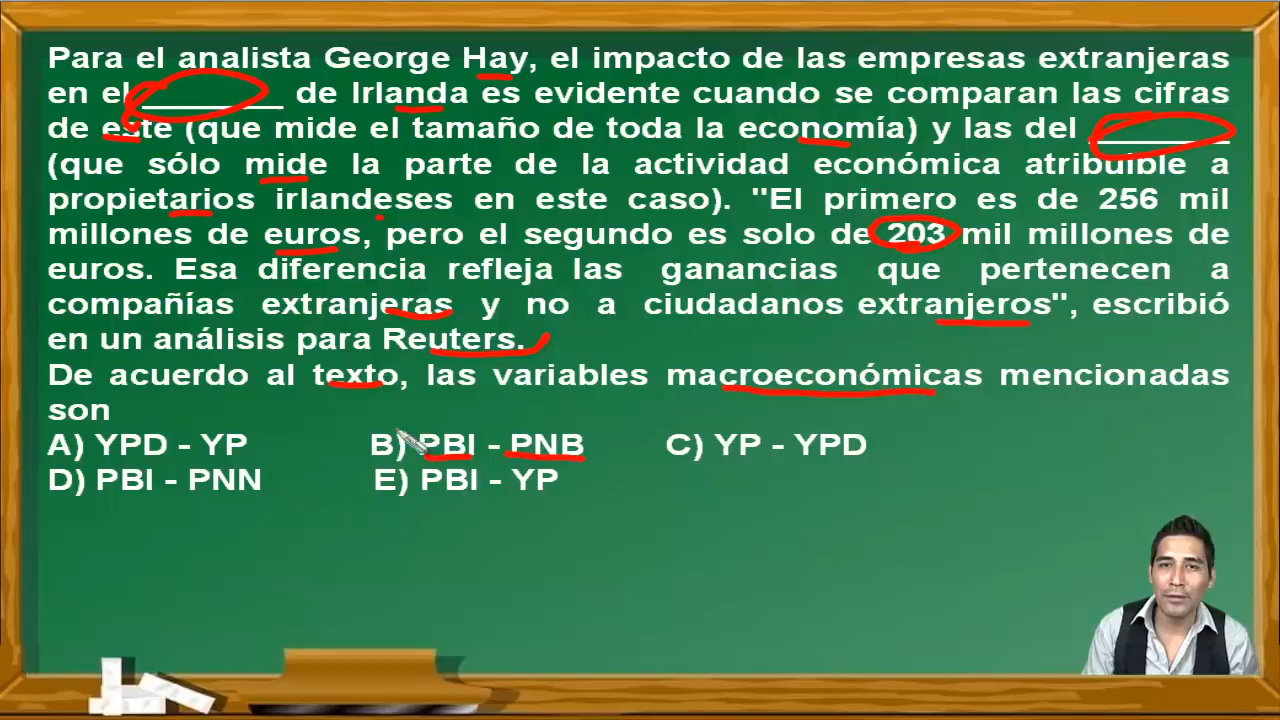 Para el analista George Hay, el impacto de las empresas extranjeras
en el ________ de Irlanda es evidente cuando se comparan las cifras
de este (que mide el tamaño de toda la economía) y las del ________
(que sólo mide la parte de la actividad económica atribuible a
propietarios irlandeses en este caso). "El primero es de 256 mil
millones de euros, pero el segundo es solo de 203 mil millones de
euros. Esa diferencia refleja las ganancias que pertenecen a
compañías extranjeras y no a ciudadanos extranjeros", escribió
en un análisis para Reuters.
De acuerdo al texto, las variables macroeconómicas mencionadas
son
A) YPD - YP B) PBI - PNB C) YP - YPD
D) PBI - PNN E) PBI - YP